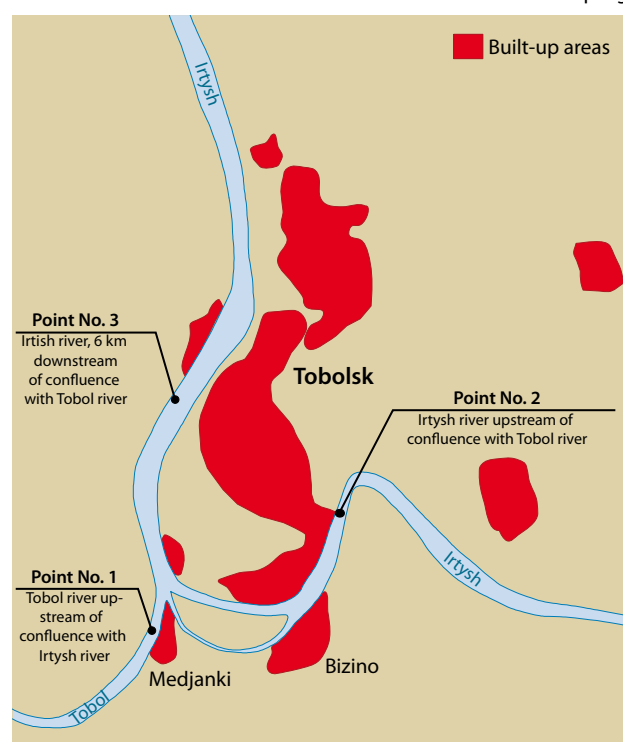 Irtysh
Built-up areas
Point No. 3
Irtish river, 6 km
downstream
of confluence
with Tobol river
Tobolsk
Point No. 2
Irtysh river upstream of
confluence with Tobol river
Irtysh
Point No. 1
Tobol river up-
stream of
confluence with
Irtysh river
Medjanki
Bizino
Tobol